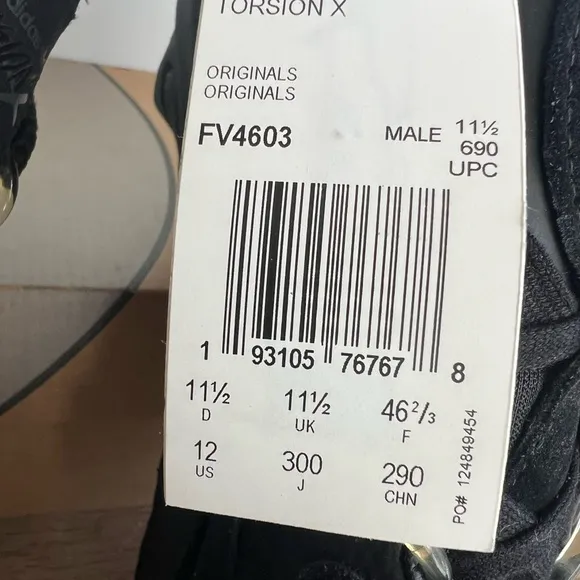 adidas
TORSION X
ORIGINALS
ORIGINALS
FV4603 MALE 11½
690
UPC
1 93105 76767 8
11½ 11½ 46²/₃
D UK F
12 300 290
US J CHN
PO# 124849454